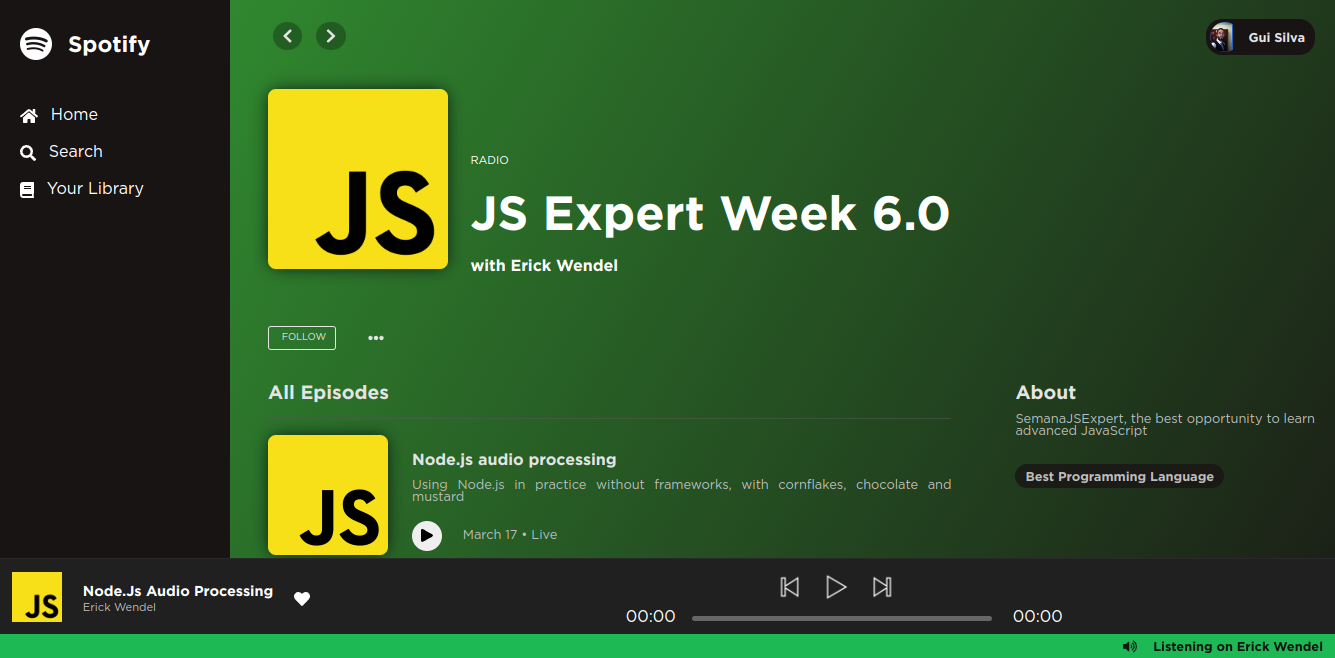 Spotify
Home
Search
Your Library
Gui Silva
JS
RADIO
JS Expert Week 6.0
with Erick Wendel
FOLLOW
All Episodes
JS
Node.js audio processing
Using Node.js in practice without frameworks, with cornflakes, chocolate and
mustard
March 17 • Live
About
SemanaJSExpert, the best opportunity to learn
advanced JavaScript
Best Programming Language
JS
Node.Js Audio Processing
Erick Wendel
00:00
00:00
Listening on Erick Wendel